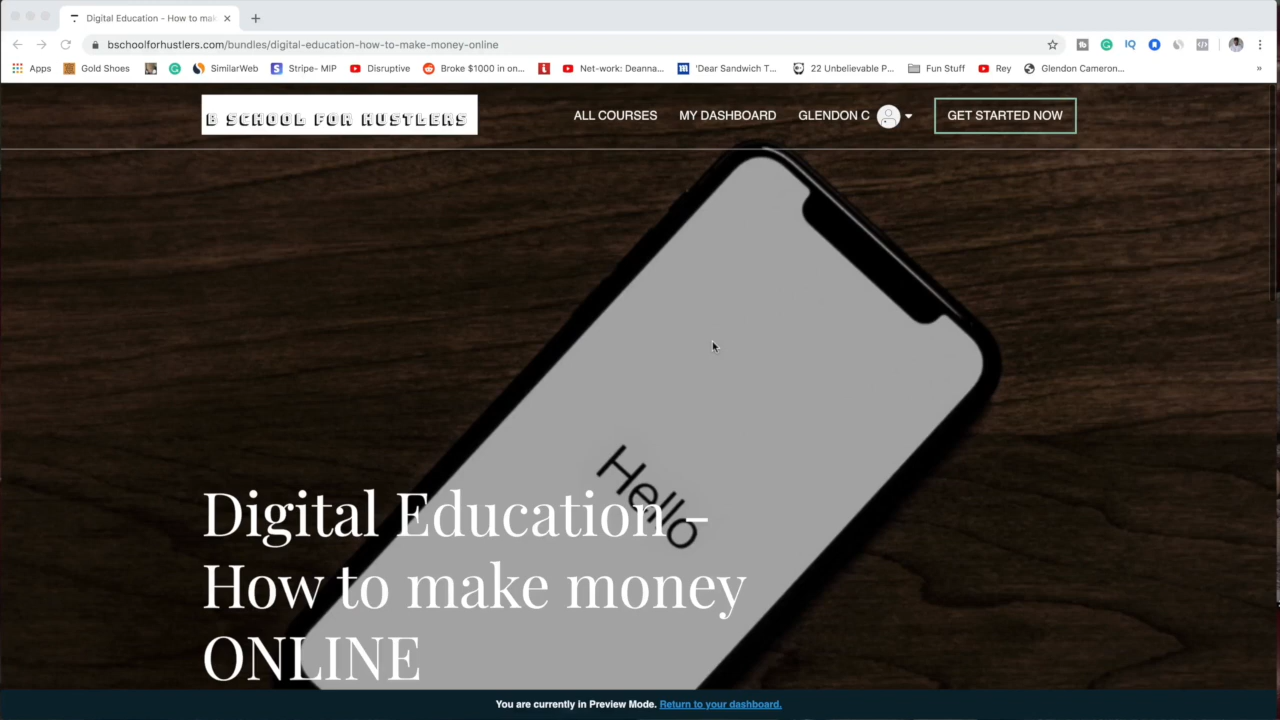 Digital Education - How to mak
bschoolforhustlers.com/bundles/digital-education-how-to-make-money-online
Apps Gold Shoes SimilarWeb Stripe- MIP Disruptive Broke $1000 in on... Net-work: Deanna... 'Dear Sandwich T... 22 Unbelievable P... Fun Stuff Rey Glendon Cameron... »
B SCHOOL FOR HUSTLERS ALL COURSES MY DASHBOARD GLENDON C GET STARTED NOW
Hello
Digital Education -
How to make money
ONLINE
You are currently in Preview Mode. Return to your dashboard.